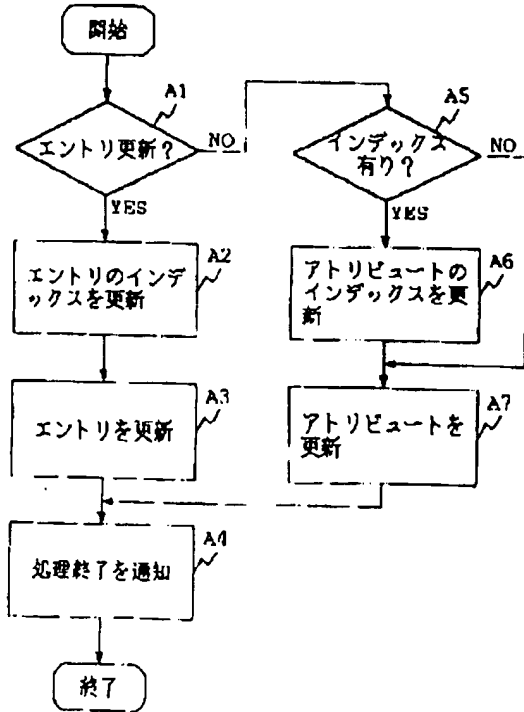 開始
A1
エントリ更新?
NO
YES
A2
エントリのインデ
ックスを更新
A3
エントリを更新
A4
処理終了を通知
終了
A5
インデックス
有り?
NO
YES
A6
アトリビュートの
インデックスを更
新
A7
アトリビュートを
更新